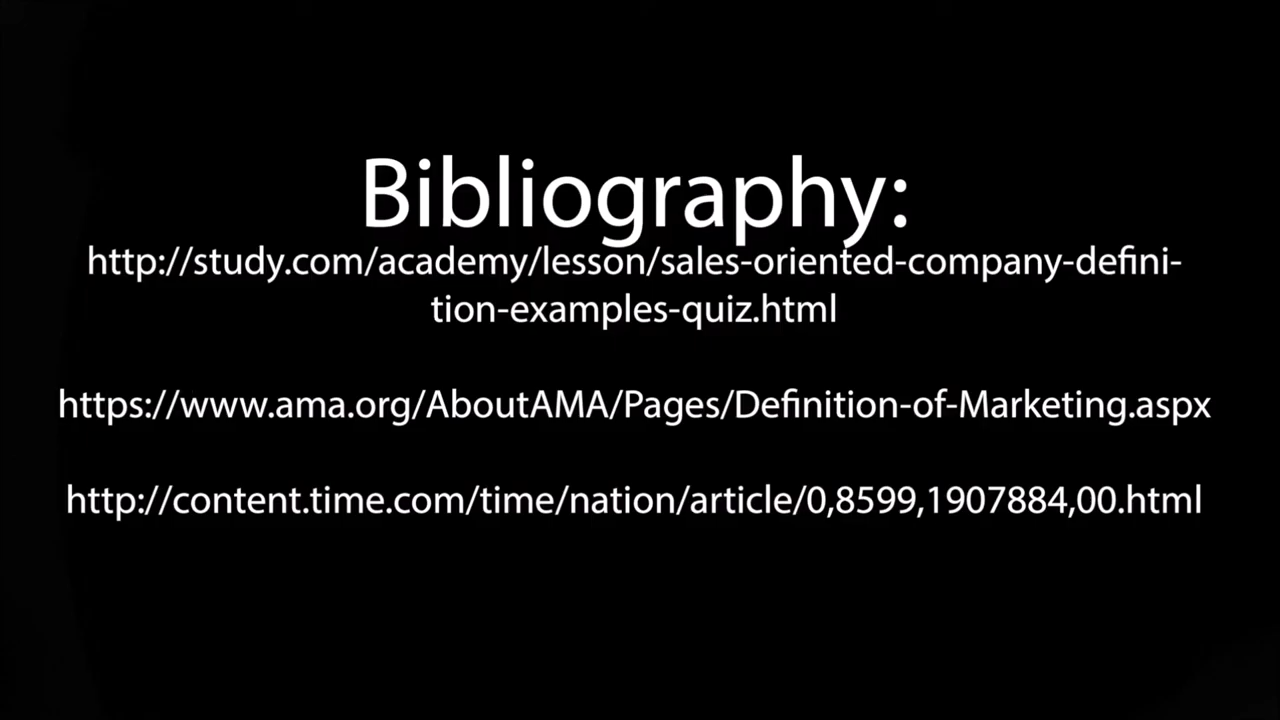 Bibliography:
http://study.com/academy/lesson/sales-oriented-company-defini-
tion-examples-quiz.html
https://www.ama.org/AboutAMA/Pages/Definition-of-Marketing.aspx
http://content.time.com/time/nation/article/0,8599,1907884,00.html